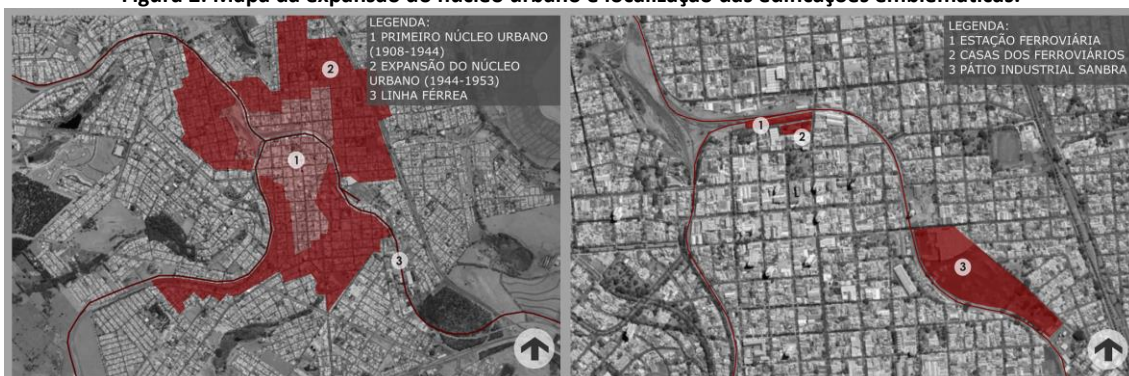 Figura 2: Mapa da expansão do núcleo urbano e localização das edificações emblemáticas.
LEGENDA:
1 PRIMEIRO NÚCLEO URBANO
(1908-1944)
2 EXPANSÃO DO NÚCLEO
URBANO (1944-1953)
3 LINHA FÉRREA
2
1
3
LEGENDA:
1 ESTAÇÃO FERROVIÁRIA
2 CASAS DOS FERROVIÁRIOS
3 PÁTIO INDUSTRIAL SANBRA
1
2
3